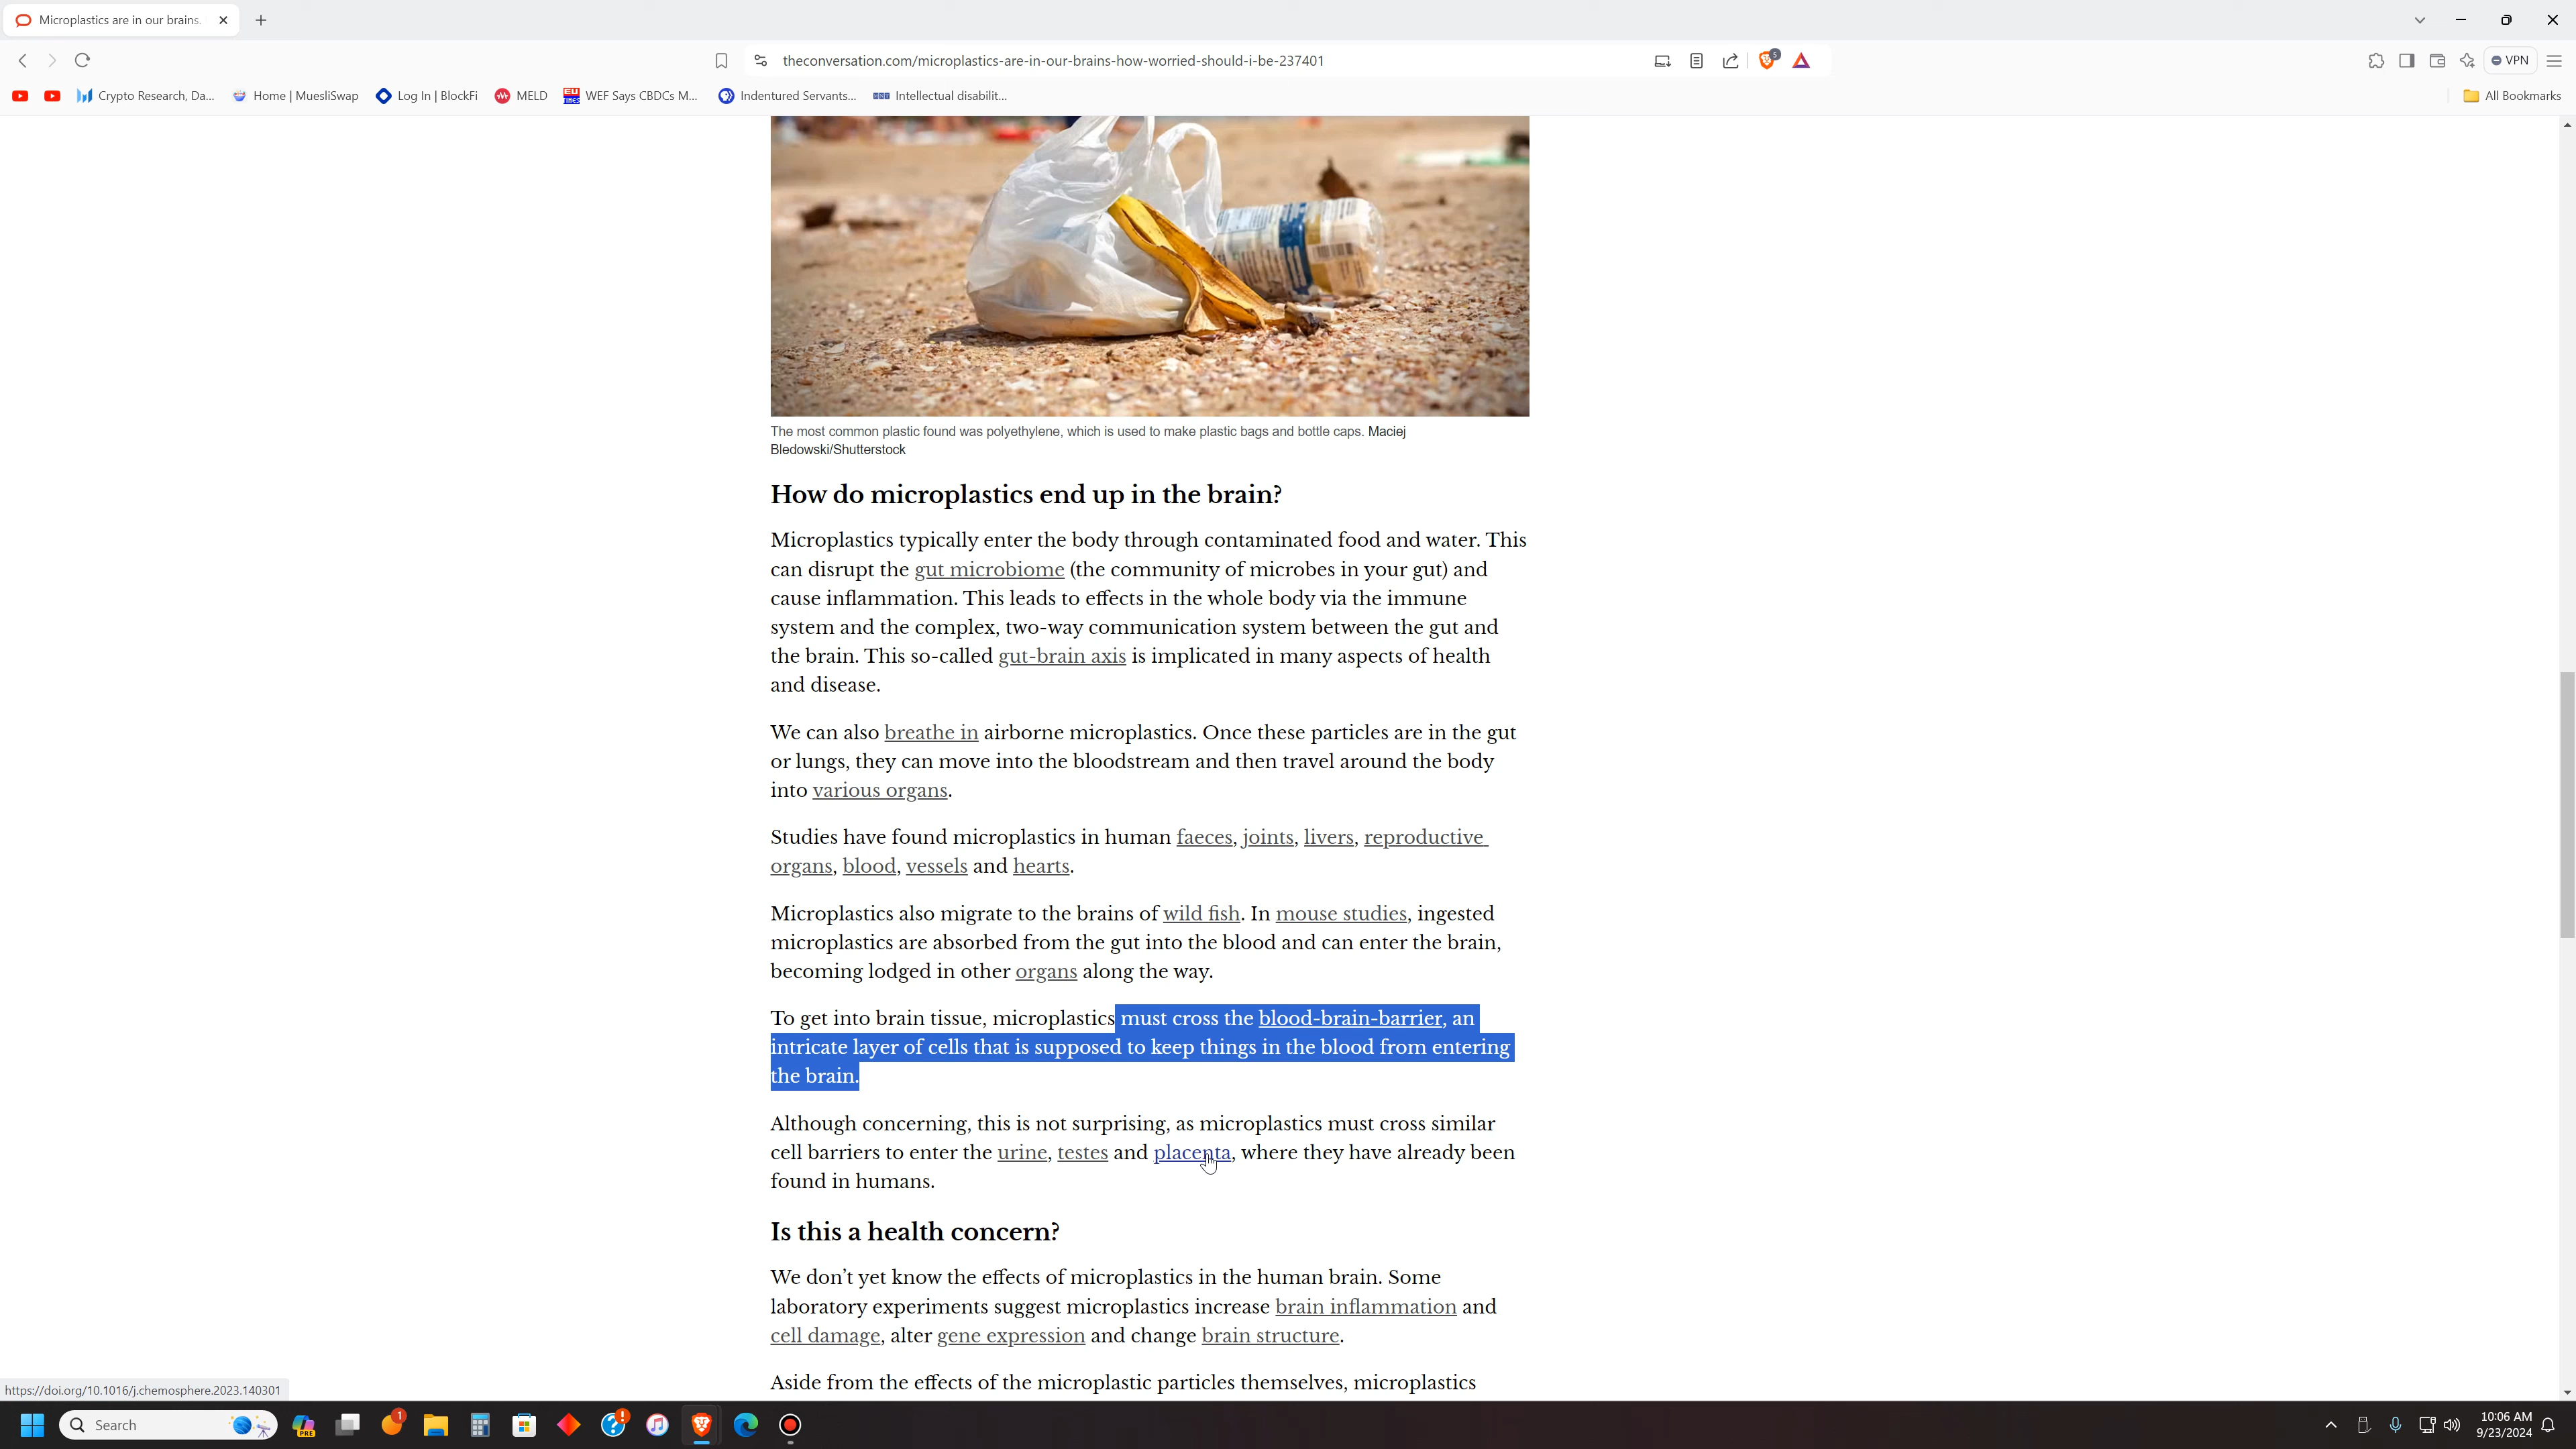 Microplastics are in our brains.
theconversation.com/microplastics-are-in-our-brains-how-worried-should-i-be-237401
5
VPN
Crypto Research, Da...
Home | MuesliSwap
Log In | BlockFi
MELD
WEF Says CBDCs M...
Indentured Servants...
Intellectual disabilit...
All Bookmarks
The most common plastic found was polyethylene, which is used to make plastic bags and bottle caps. Maciej
Bledowski/Shutterstock
How do microplastics end up in the brain?
Microplastics typically enter the body through contaminated food and water. This
can disrupt the gut microbiome (the community of microbes in your gut) and
cause inflammation. This leads to effects in the whole body via the immune
system and the complex, two-way communication system between the gut and
the brain. This so-called gut-brain axis is implicated in many aspects of health
and disease.
We can also breathe in airborne microplastics. Once these particles are in the gut
or lungs, they can move into the bloodstream and then travel around the body
into various organs.
Studies have found microplastics in human faeces, joints, livers, reproductive
organs, blood, vessels and hearts.
Microplastics also migrate to the brains of wild fish. In mouse studies, ingested
microplastics are absorbed from the gut into the blood and can enter the brain,
becoming lodged in other organs along the way.
To get into brain tissue, microplastics must cross the blood-brain-barrier, an
intricate layer of cells that is supposed to keep things in the blood from entering
the brain.
Although concerning, this is not surprising, as microplastics must cross similar
cell barriers to enter the urine, testes and placenta, where they have already been
found in humans.
Is this a health concern?
We don't yet know the effects of microplastics in the human brain. Some
laboratory experiments suggest microplastics increase brain inflammation and
cell damage, alter gene expression and change brain structure.
Aside from the effects of the microplastic particles themselves, microplastics
https://doi.org/10.1016/j.chemosphere.2023.140301
Search
PRE
1
10:06 AM
9/23/2024